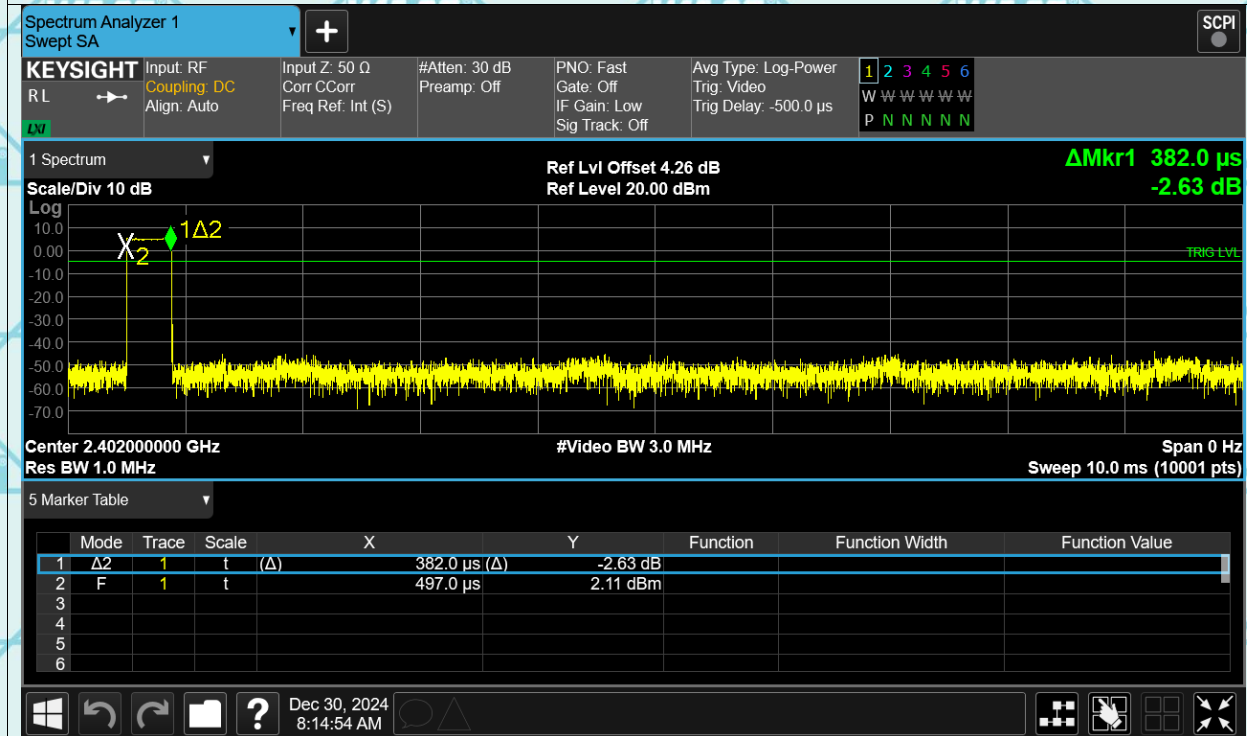 Spectrum Analyzer 1
Swept SA
+
SCPI
KEYSIGHT
RL
LXI
Input: RF
Coupling: DC
Align: Auto
Input Z: 50 Ω
Corr CCorr
Freq Ref: Int (S)
#Atten: 30 dB
Preamp: Off
PNO: Fast
Gate: Off
IF Gain: Low
Sig Track: Off
Avg Type: Log-Power
Trig: Video
Trig Delay: -500.0 µs
1 2 3 4 5 6
W W W W W W
P N N N N N
1 Spectrum
Scale/Div 10 dB
Log
Ref Lvl Offset 4.26 dB
Ref Level 20.00 dBm
ΔMkr1 382.0 µs
-2.63 dB
10.0
0.00
-10.0
-20.0
-30.0
-40.0
-50.0
-60.0
-70.0
X
2
1Δ2
TRIG LVL
Center 2.402000000 GHz #Video BW 3.0 MHz Span 0 Hz
Res BW 1.0 MHz Sweep 10.0 ms (10001 pts)
5 Marker Table
Mode Trace Scale X Y Function Function Width Function Value
1 Δ2 1 t (Δ) 382.0 µs (Δ) -2.63 dB
2 F 1 t 497.0 µs 2.11 dBm
3
4
5
6
?
Dec 30, 2024
8:14:54 AM